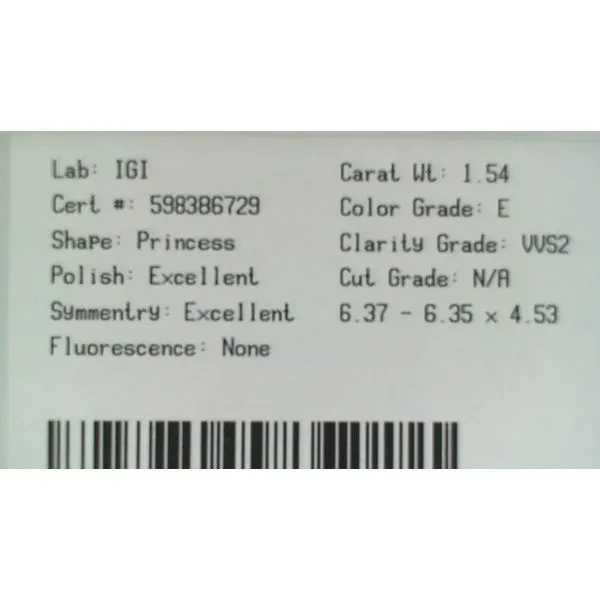 Lab: IGI
Cert #: 598386729
Shape: Princess
Polish: Excellent
Symmentry: Excellent
Fluorescence: None
Carat Wt: 1.54
Color Grade: E
Clarity Grade: VVS2
Cut Grade: N/A
6.37 - 6.35 x 4.53